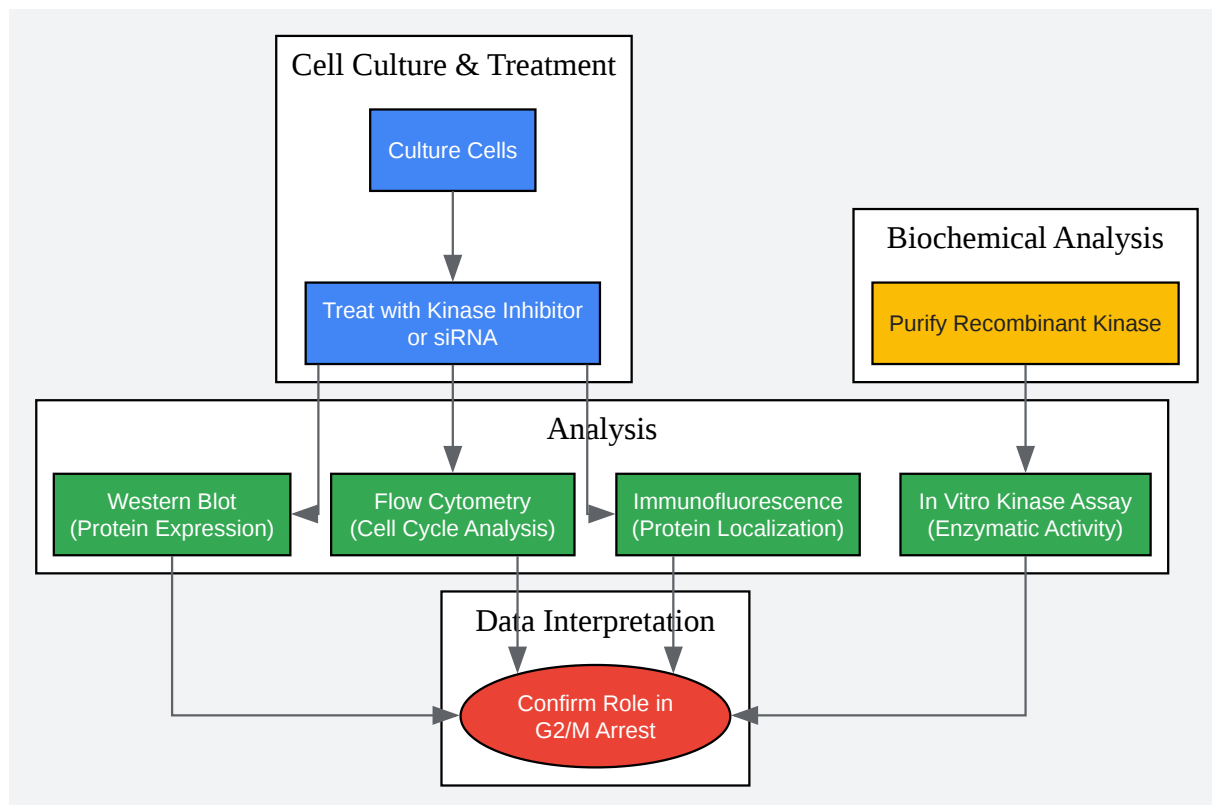 Cell Culture & Treatment
Culture Cells
Treat with Kinase Inhibitor
or siRNA
Biochemical Analysis
Purify Recombinant Kinase
Analysis
Western Blot
(Protein Expression)
Flow Cytometry
(Cell Cycle Analysis)
Immunofluorescence
(Protein Localization)
In Vitro Kinase Assay
(Enzymatic Activity)
Data Interpretation
Confirm Role in
G2/M Arrest